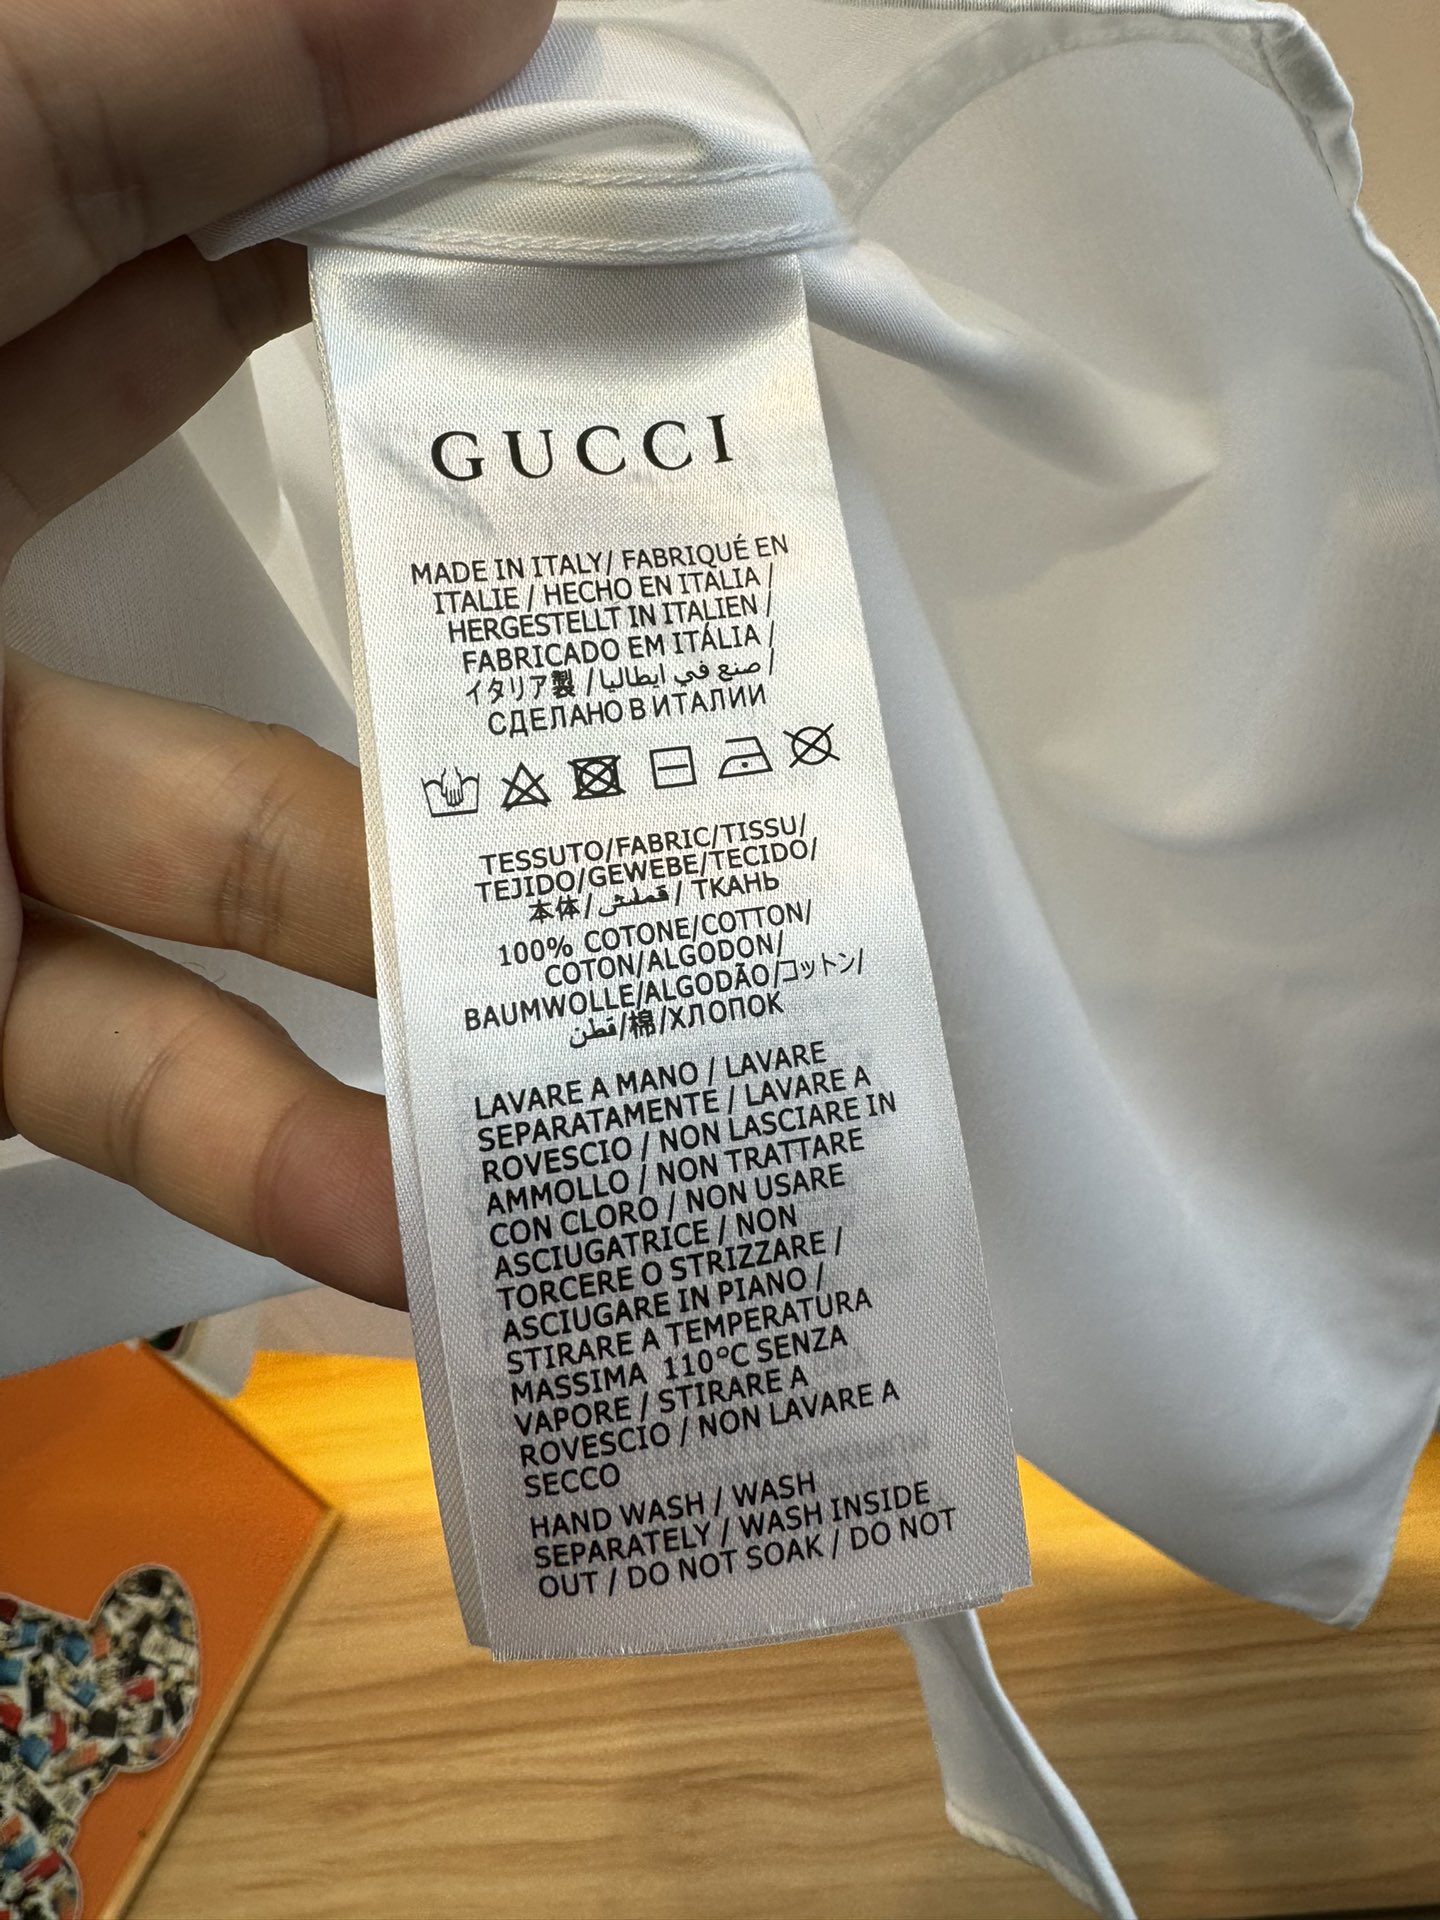 GUCCI
MADE IN ITALY/ FABRIQUÉ EN
ITALIE / HECHO EN ITALIA /
HERGESTELLT IN ITALIEN /
FABRICADO EM ITÁLIA /
イタリア製 / صنع في ايطاليا /
СДЕЛАНО В ИТАЛИИ
TESSUTO/FABRIC/TISSU/
TEJIDO/GEWEBE/TECIDO/
本体/ قملش / ТКАНЬ
100% COTONE/COTTON/
COTON/ALGODON/
BAUMWOLLE/ALGODÃO/コットン/
قطن/棉/ХЛОПОК
LAVARE A MANO / LAVARE
SEPARATAMENTE / LAVARE A
ROVESCIO / NON LASCIARE IN
AMMOLLO / NON TRATTARE
CON CLORO / NON USARE
ASCIUGATRICE / NON
TORCERE O STRIZZARE /
ASCIUGARE IN PIANO /
STIRARE A TEMPERATURA
MASSIMA 110°C SENZA
VAPORE / STIRARE A
ROVESCIO / NON LAVARE A
SECCO
HAND WASH / WASH
SEPARATELY / WASH INSIDE
OUT / DO NOT SOAK / DO NOT